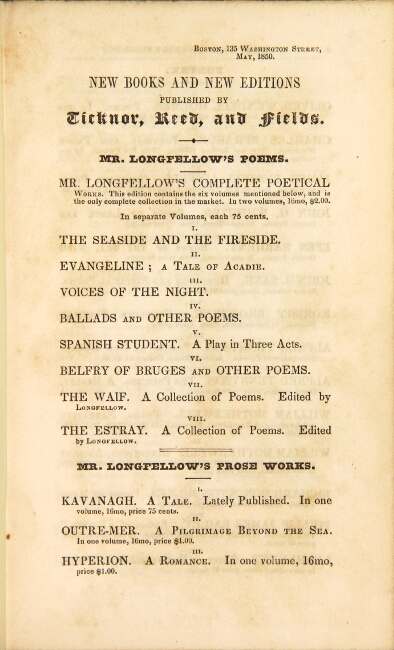 Boston, 135 Washington Street,
May, 1850.
NEW BOOKS AND NEW EDITIONS
PUBLISHED BY
Ticknor, Reed, and Fields.
MR. LONGFELLOW'S POEMS.
MR. LONGFELLOW'S COMPLETE POETICAL
Works. This edition contains the six volumes mentioned below, and is
the only complete collection in the market. In two volumes, 16mo, $2.00.
In separate Volumes, each 75 cents.
I.
THE SEASIDE AND THE FIRESIDE.
II.
EVANGELINE; A Tale of Acadie.
III.
VOICES OF THE NIGHT.
IV.
BALLADS AND OTHER POEMS.
V.
SPANISH STUDENT. A Play in Three Acts.
VI.
BELFRY OF BRUGES AND OTHER POEMS.
VII.
THE WAIF. A Collection of Poems. Edited by
Longfellow.
VIII.
THE ESTRAY. A Collection of Poems. Edited
by Longfellow.
MR. LONGFELLOW'S PROSE WORKS.
I.
KAVANAGH. A Tale. Lately Published. In one
volume, 16mo, price 75 cents.
II.
OUTRE-MER. A Pilgrimage Beyond the Sea.
In one volume, 16mo, price $1.00.
III.
HYPERION. A Romance. In one volume, 16mo,
price $1.00.